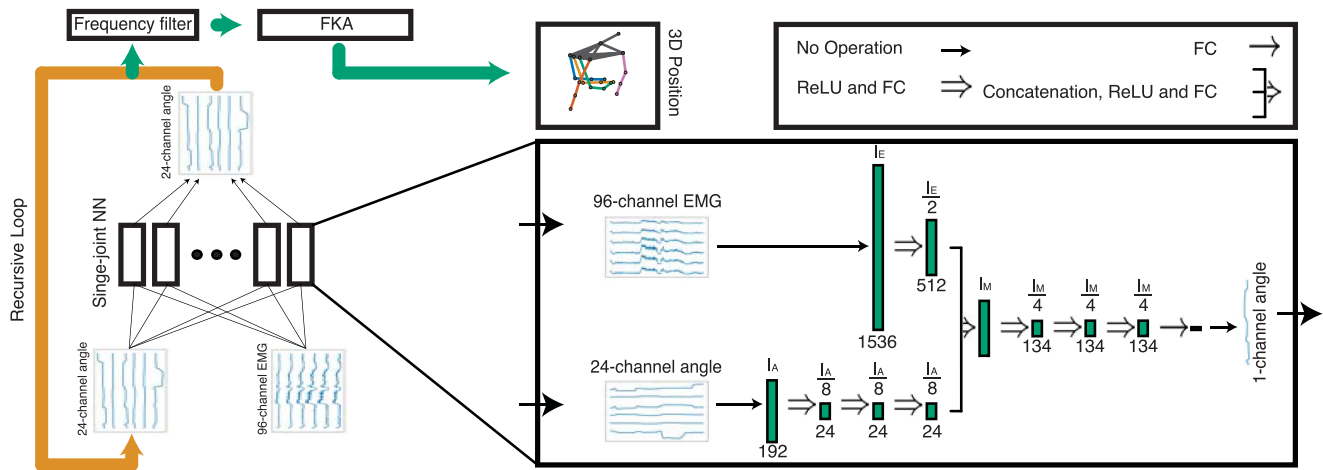 Frequency filter
FKA
3D Position
No Operation
FC
ReLU and FC
Concatenation, ReLU and FC
Recursive Loop
24-channel angle
Singe-joint NN
24-channel angle
96-channel EMG
96-channel EMG
I_E
1536
I_E
2
512
24-channel angle
I_A
192
I_A
8
24
I_A
8
24
I_A
8
24
I_M
I_M
4
134
I_M
4
134
I_M
4
134
1-channel angle